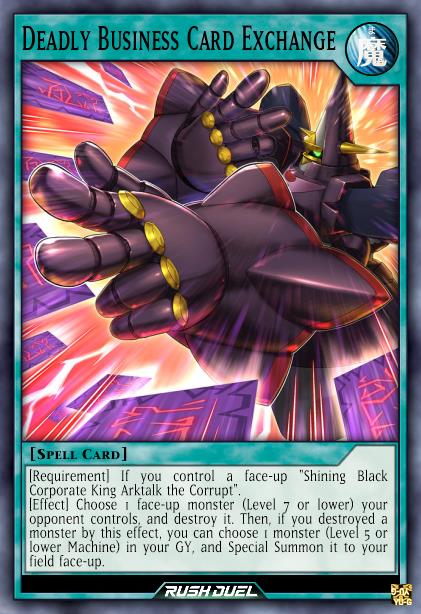 DEADLY BUSINESS CARD EXCHANGE
ま
魔
[SPELL CARD]
[Requirement] If you control a face-up "Shining Black
Corporate King Arktalk the Corrupt".
[Effect] Choose 1 face-up monster (Level 7 or lower) your
opponent controls, and destroy it. Then, if you destroyed a
monster by this effect, you can choose 1 monster (Level 5 or
lower Machine) in your GY, and Special Summon it to your
field face-up.
RUSH DUEL